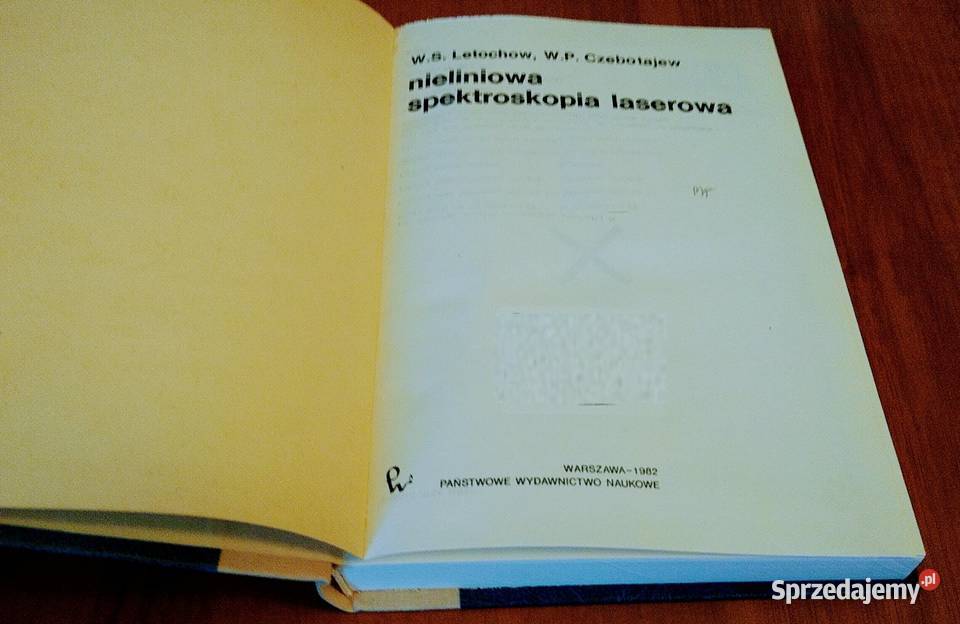 W.S. Letochow, W.P. Czebotajew
nieliniowa
spektroskopia laserowa
WARSZAWA–1982
PAŃSTWOWE WYDAWNICTWO NAUKOWE
Sprzedajemy.pl